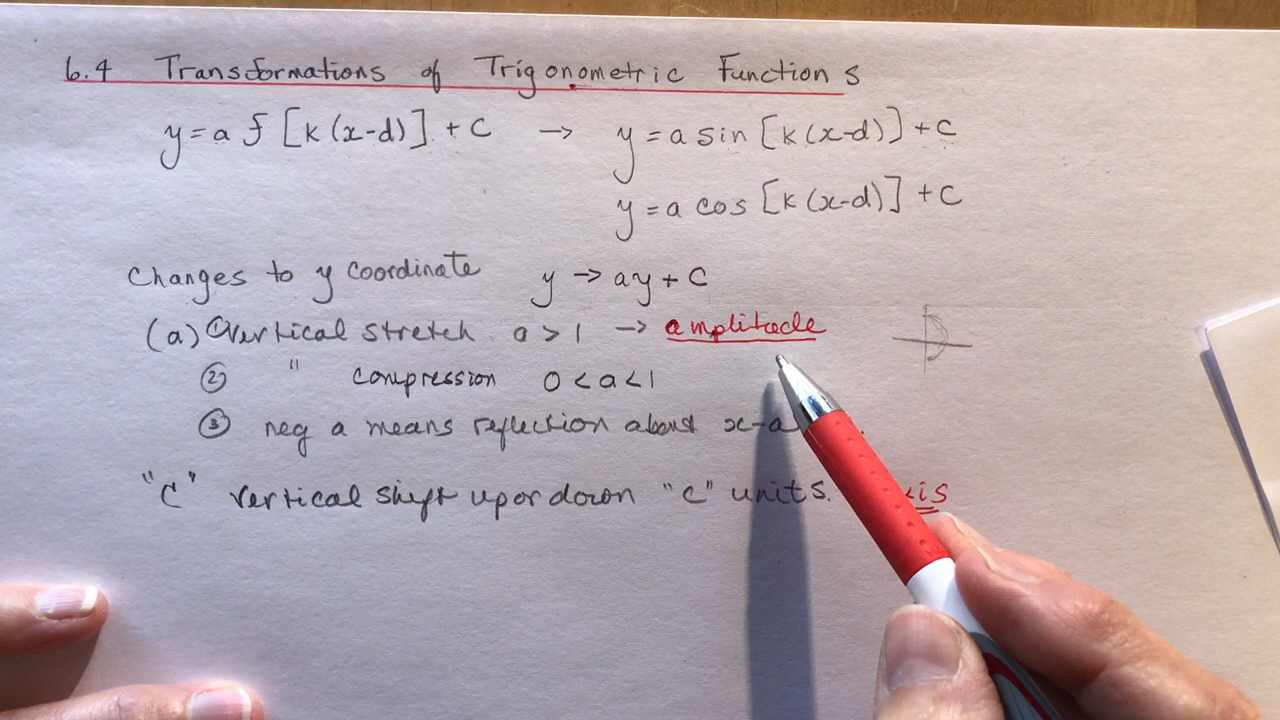 6.4 Transformations of Trigonometric Functions
y = a f [k(x-d)] + C → y = a sin [k(x-d)] + C
y = a cos [k(x-d)] + C
Changes to y coordinate y → ay + C
(a) ① Vertical stretch a > 1 → amplitude
② " compression 0 < a < 1
③ neg a means reflection about
"C" vertical shift up or down "c" units.